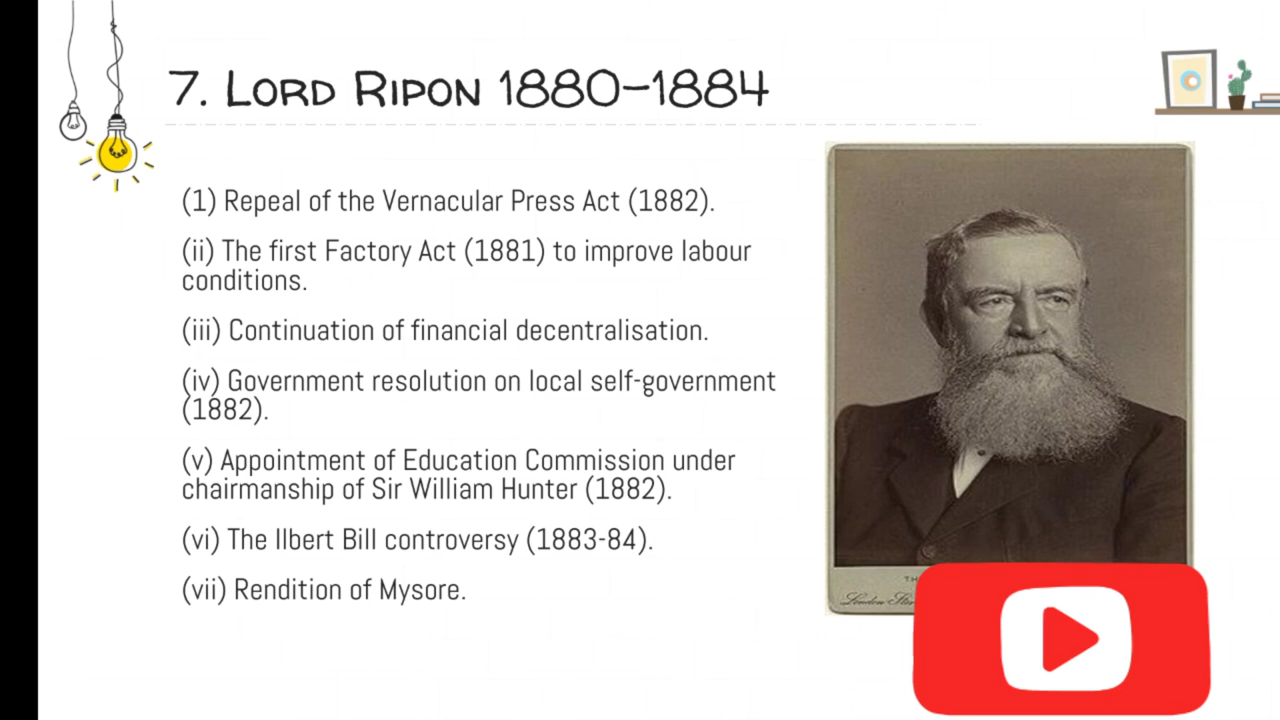 7. Lord Ripon 1880-1884
(1) Repeal of the Vernacular Press Act (1882).
(ii) The first Factory Act (1881) to improve labour
conditions.
(iii) Continuation of financial decentralisation.
(iv) Government resolution on local self-government
(1882).
(v) Appointment of Education Commission under
chairmanship of Sir William Hunter (1882).
(vi) The Ilbert Bill controversy (1883-84).
(vii) Rendition of Mysore.
London